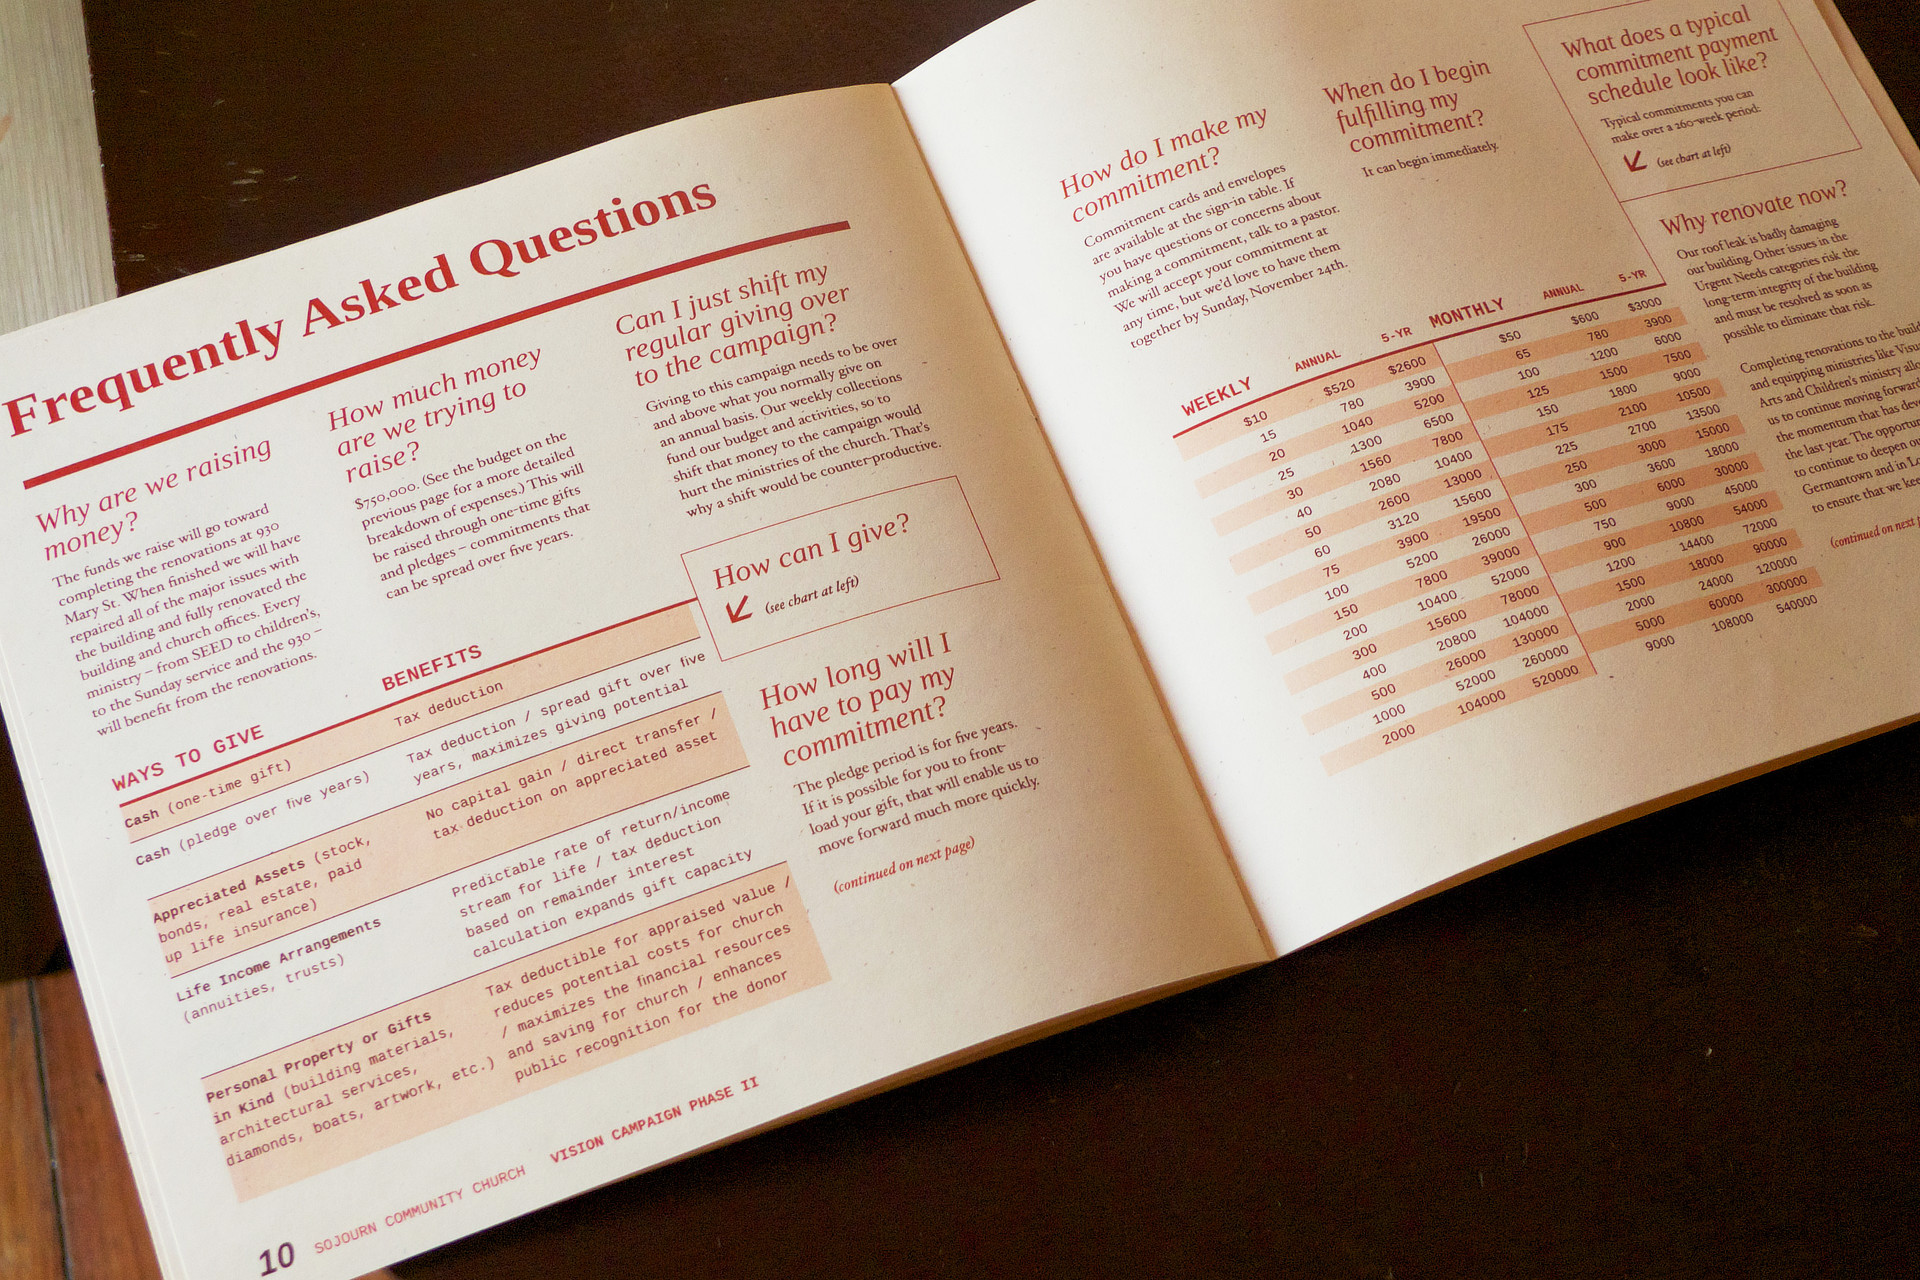 Frequently Asked Questions
Why are we raising
money?
The funds we raise will go toward
completing the renovations at 930
Mary St. When finished we will have
repaired all of the major issues with
the building and fully renovated the
building and church offices. Every
ministry – from SEED to children's,
to the Sunday service and the 930 –
will benefit from the renovations.
How much money
are we trying to
raise?
$750,000. (See the budget on the
previous page for a more detailed
breakdown of expenses.) This will
be raised through one-time gifts
and pledges – commitments that
can be spread over five years.
Can I just shift my
regular giving over
to the campaign?
Giving to this campaign needs to be over
and above what you normally give on
an annual basis. Our weekly collections
fund our budget and activities, so to
shift that money to the campaign would
hurt the ministries of the church. That's
why a shift would be counter-productive.
How can I give?
(see chart at left)
How long will I
have to pay my
commitment?
The pledge period is for five years.
If it is possible for you to front-
load your gift, that will enable us to
move forward much more quickly.
(continued on next page)
WAYS TO GIVE BENEFITS
Cash (one-time gift) Tax deduction
Cash (pledge over five years) Tax deduction / spread gift over five
years, maximizes giving potential
Appreciated Assets (stock, No capital gain / direct transfer /
bonds, real estate, paid tax deduction on appreciated asset
up life insurance)
Life Income Arrangements Predictable rate of return/income
(annuities, trusts) stream for life / tax deduction
based on remainder interest
calculation expands gift capacity
Personal Property or Gifts Tax deductible for appraised value /
in Kind (building materials, reduces potential costs for church
architectural services, / maximizes the financial resources
diamonds, boats, artwork, etc.) and saving for church / enhances
public recognition for the donor
10 SOJOURN COMMUNITY CHURCH VISION CAMPAIGN PHASE II
How do I make my
commitment?
Commitment cards and envelopes
are available at the sign-in table. If
you have questions or concerns about
making a commitment, talk to a pastor.
We will accept your commitment at
any time, but we'd love to have them
together by Sunday, November 24th.
When do I begin
fulfilling my
commitment?
It can begin immediately.
What does a typical
commitment payment
schedule look like?
Typical commitments you can
make over a 260-week period:
(see chart at left)
WEEKLY ANNUAL 5-YR
$10 $520 $2600
15 780 3900
20 1040 5200
25 1300 6500
30 1560 7800
40 2080 10400
50 2600 13000
60 3120 15600
75 3900 19500
100 5200 26000
150 7800 39000
200 10400 52000
300 15600 78000
400 20800 104000
500 26000 130000
1000 52000 260000
2000 104000 520000
MONTHLY ANNUAL 5-YR
$50 $600 $3000
65 780 3900
100 1200 6000
125 1500 7500
150 1800 9000
175 2100 10500
225 2700 13500
250 3000 15000
300 3600 18000
500 6000 30000
750 9000 45000
900 10800 54000
1200 14400 72000
1500 18000 90000
2000 24000 120000
5000 60000 300000
9000 108000 540000
Why renovate now?
Our roof leak is badly damaging
our building. Other issues in the
Urgent Needs categories risk the
long-term integrity of the building
and must be resolved as soon as
possible to eliminate that risk.
Completing renovations to the
and equipping ministries like
Arts and Children's ministry
us to continue moving forward
the momentum that has
the last year. The
to continue to deepen
Germantown and in
to ensure that we
(continued on next